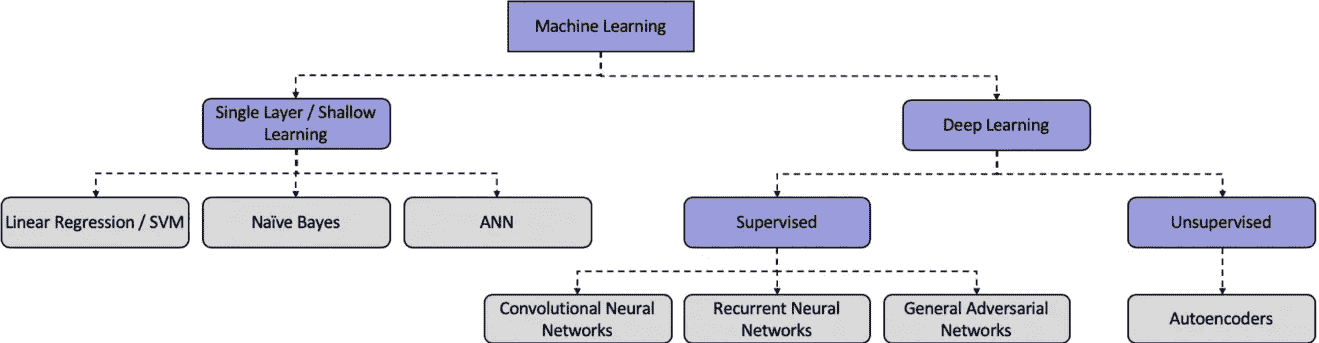 Machine Learning
Single Layer / Shallow
Learning
Deep Learning
Linear Regression / SVM
Naïve Bayes
ANN
Supervised
Unsupervised
Convolutional Neural
Networks
Recurrent Neural
Networks
General Adversarial
Networks
Autoencoders